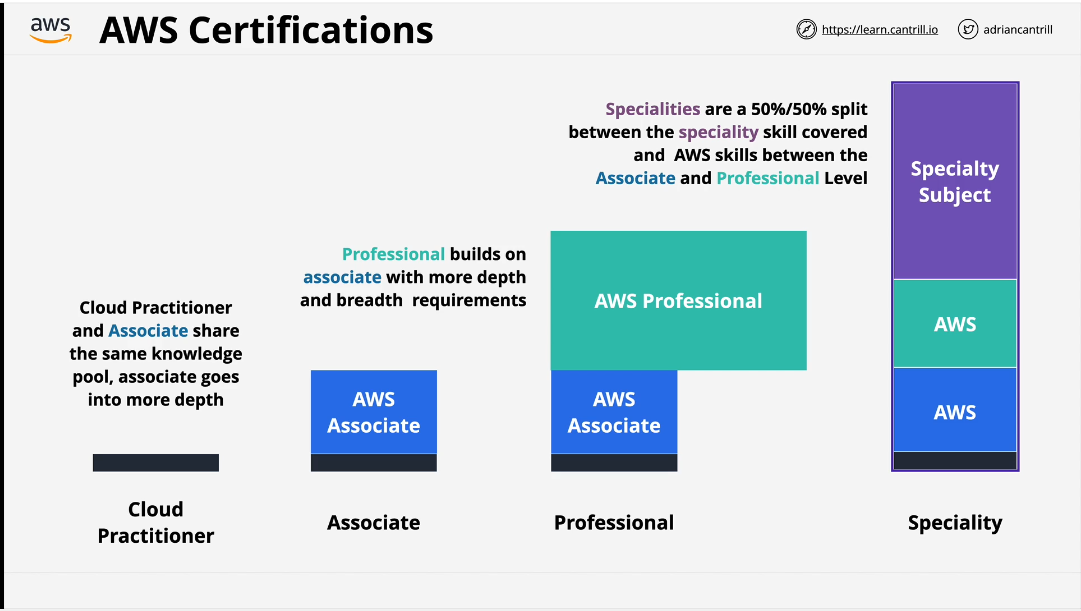 aws
AWS Certifications
https://learn.cantrill.io
adriancantrill
Specialities are a 50%/50% split
between the speciality skill covered
and AWS skills between the
Associate and Professional Level
Specialty
Subject
Professional builds on
associate with more depth
and breadth requirements
AWS Professional
Cloud Practitioner
and Associate share
the same knowledge
pool, associate goes
into more depth
AWS
AWS
Associate
AWS
Associate
AWS
Cloud
Practitioner
Associate
Professional
Speciality